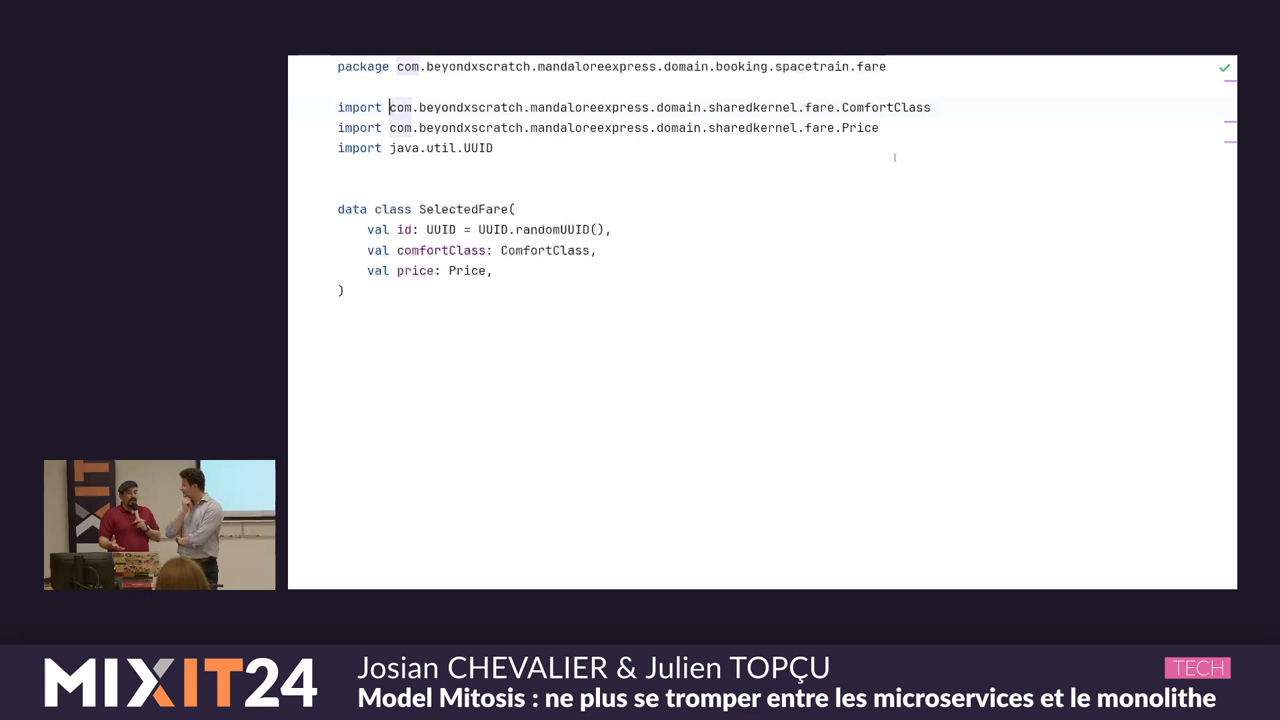 package com.beyondxscratch.mandaloreexpress.domain.booking.spacetrain.fare
import com.beyondxscratch.mandaloreexpress.domain.sharedkernel.fare.ComfortClass
import com.beyondxscratch.mandaloreexpress.domain.sharedkernel.fare.Price
import java.util.UUID
data class SelectedFare(
    val id: UUID = UUID.randomUUID(),
    val comfortClass: ComfortClass,
    val price: Price,
)
XIT
MIXIT24
Josian CHEVALIER & Julien TOPÇU
TECH
Model Mitosis : ne plus se tromper entre les microservices et le monolithe